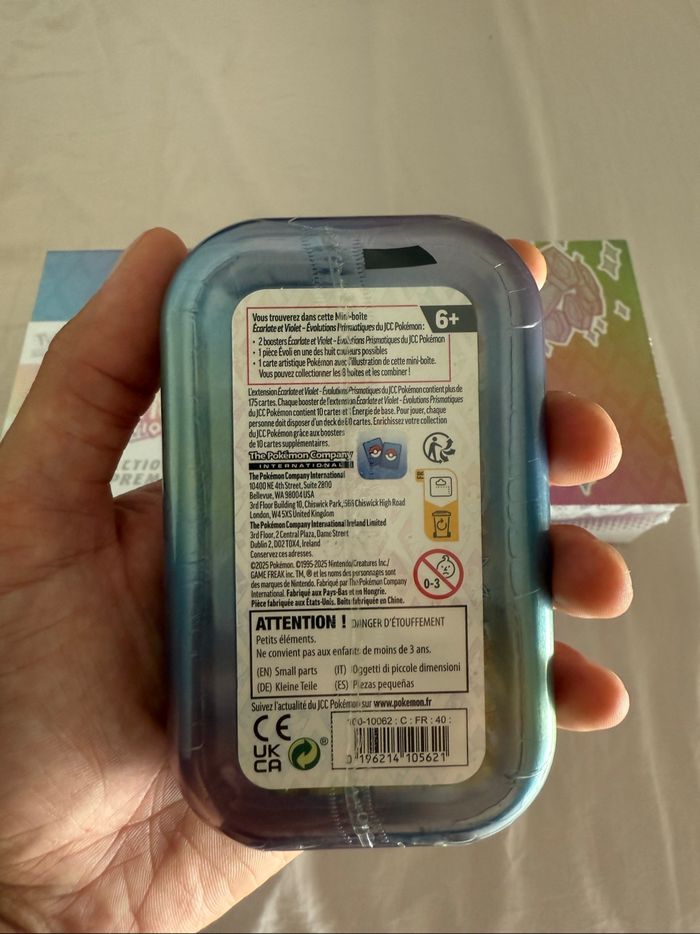 Vous trouverez dans cette Mini-boîte
Écarlate et Violet – Évolutions Prismatiques du JCC Pokémon :
• 2 boosters Écarlate et Violet – Évolutions Prismatiques du JCC Pokémon
• 1 pièce Évoli en une des huit couleurs possibles
• 1 carte artistique Pokémon avec l'illustration de cette mini-boîte.
Vous pouvez collectionner les 8 boîtes et les combiner !
6+
L'extension Écarlate et Violet – Évolutions Prismatiques du JCC Pokémon contient plus de
175 cartes. Chaque booster de l'extension Écarlate et Violet – Évolutions Prismatiques
du JCC Pokémon contient 10 cartes et 1 Énergie de base. Pour jouer, chaque
personne doit disposer d'un deck de 60 cartes. Enrichissez votre collection
du JCC Pokémon grâce aux boosters
de 10 cartes supplémentaires.
The Pokémon Company
INTERNATIONAL
The Pokémon Company International
10400 NE 4th Street, Suite 2800
Bellevue, WA 98004 USA
3rd Floor Building 10, Chiswick Park, 566 Chiswick High Road
London, W4 5XS United Kingdom
The Pokémon Company International Ireland Limited
3rd Floor, 2 Central Plaza, Dame Street
Dublin 2, D02 T0X4, Ireland
Conservez ces adresses.
©2025 Pokémon. ©1995-2025 Nintendo/Creatures Inc./
GAME FREAK inc. TM, ® et les noms des personnages sont
des marques de Nintendo. Fabriqué par The Pokémon Company
International. Fabriqué aux Pays-Bas et en Hongrie.
Pièce fabriquée aux États-Unis. Boîte fabriquée en Chine.
0-3
ATTENTION ! DANGER D'ÉTOUFFEMENT
Petits éléments.
Ne convient pas aux enfants de moins de 3 ans.
(EN) Small parts (IT) Oggetti di piccole dimensioni
(DE) Kleine Teile (ES) Piezas pequeñas
Suivez l'actualité du JCC Pokémon sur www.pokemon.fr
CE
UK
CA
®
100-10062 : C : FR : 40 :
0 196214 105621